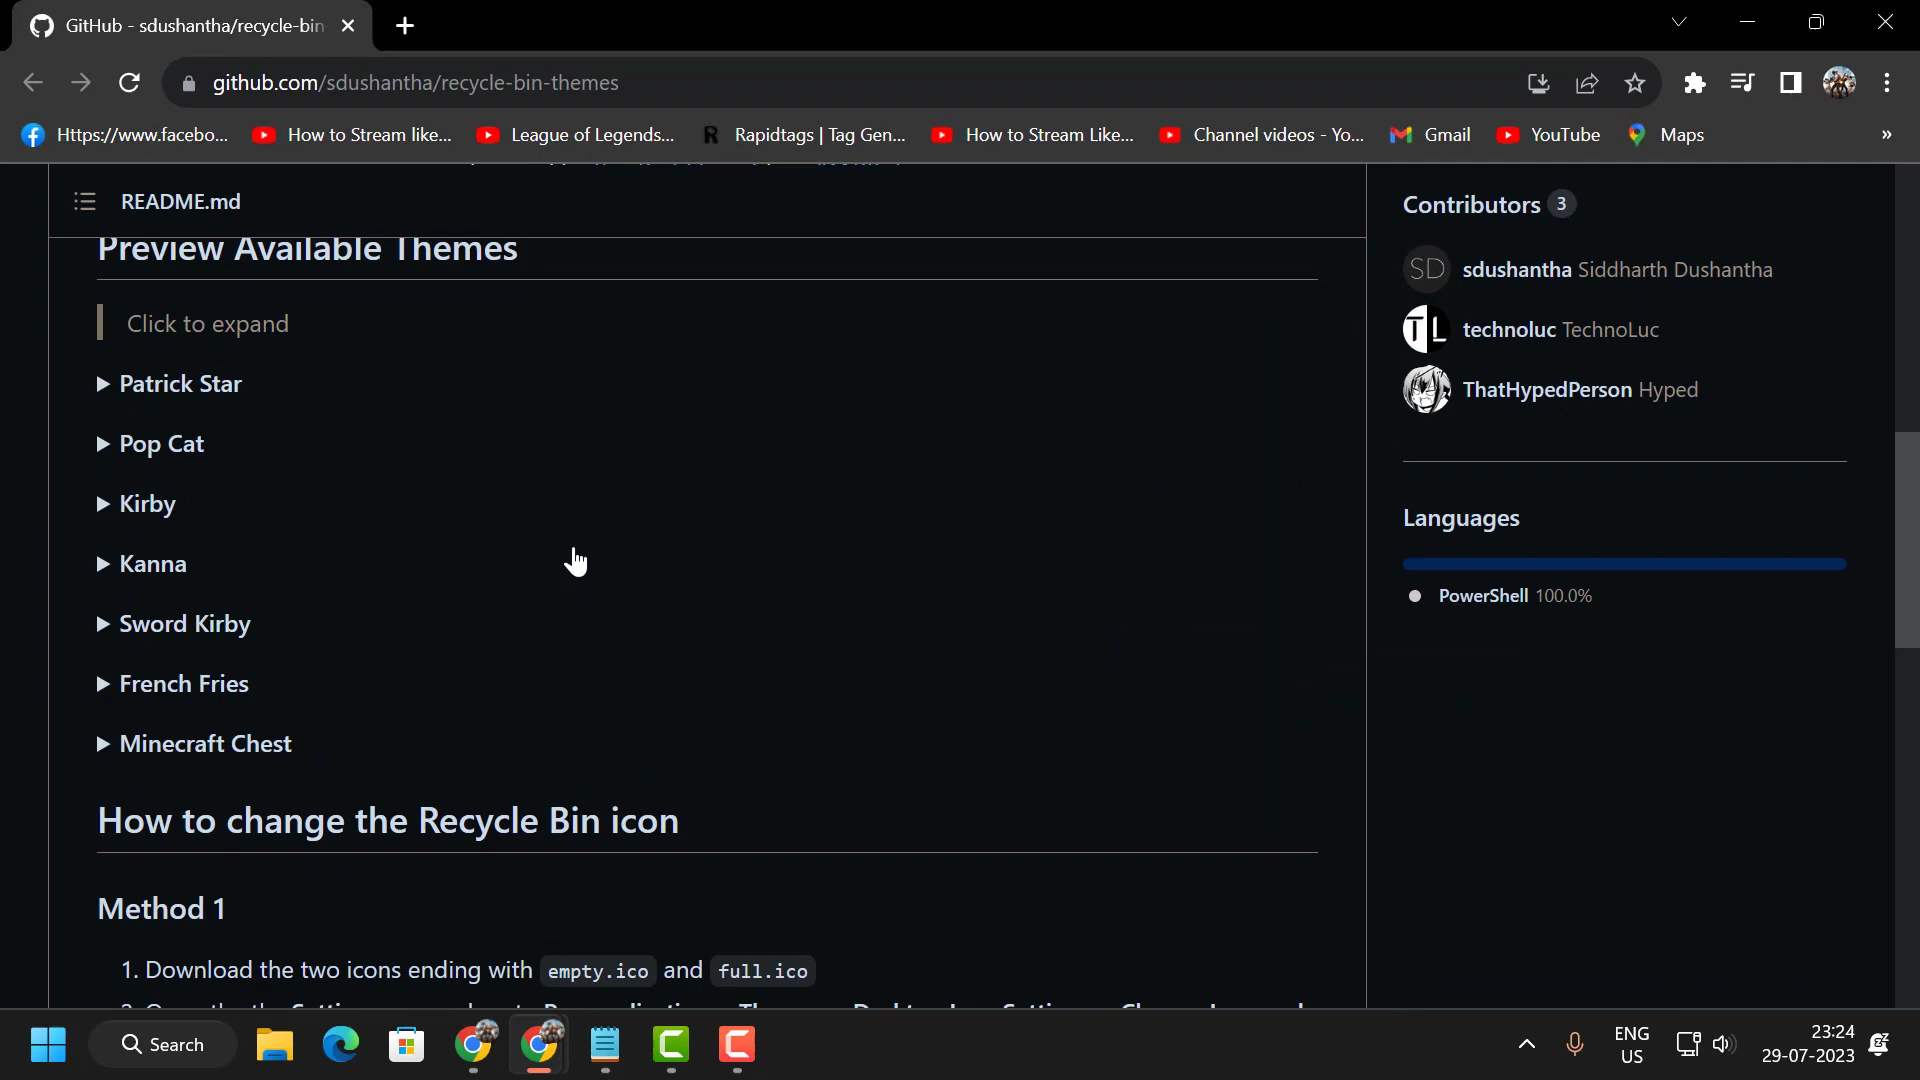 GitHub - sdushantha/recycle-bin-
github.com/sdushantha/recycle-bin-themes
Https://www.facebo... How to Stream like... League of Legends... Rapidtags | Tag Gen... How to Stream Like... Channel videos - Yo... Gmail YouTube Maps »
README.md
Preview Available Themes
Click to expand
Patrick Star
Pop Cat
Kirby
Kanna
Sword Kirby
French Fries
Minecraft Chest
How to change the Recycle Bin icon
Method 1
1. Download the two icons ending with empty.ico and full.ico
Contributors 3
SD sdushantha Siddharth Dushantha
TL technoluc TechnoLuc
ThatHypedPerson Hyped
Languages
PowerShell 100.0%
Search
ENG
US
23:24
29-07-2023